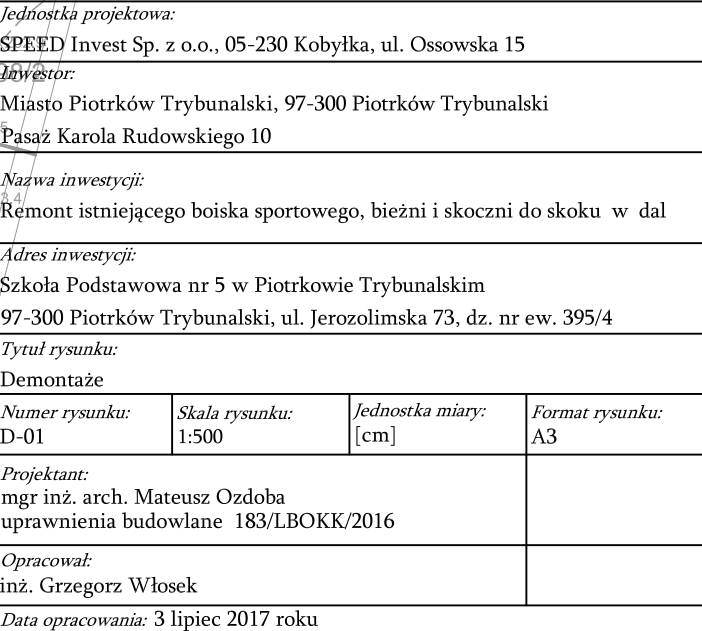 Jednostka projektowa:
SPEED Invest Sp. z o.o., 05-230 Kobyłka, ul. Ossowska 15
Inwestor:
Miasto Piotrków Trybunalski, 97-300 Piotrków Trybunalski
Pasaż Karola Rudowskiego 10
Nazwa inwestycji:
Remont istniejącego boiska sportowego, bieżni i skoczni do skoku w dal
Adres inwestycji:
Szkoła Podstawowa nr 5 w Piotrkowie Trybunalskim
97-300 Piotrków Trybunalski, ul. Jerozolimska 73, dz. nr ew. 395/4
Tytuł rysunku:
Demontaże
Numer rysunku: Skala rysunku: Jednostka miary: Format rysunku:
D-01 1:500 [cm] A3
Projektant:
mgr inż. arch. Mateusz Ozdoba
uprawnienia budowlane 183/LBOKK/2016
Opracował:
inż. Grzegorz Włosek
Data opracowania: 3 lipiec 2017 roku